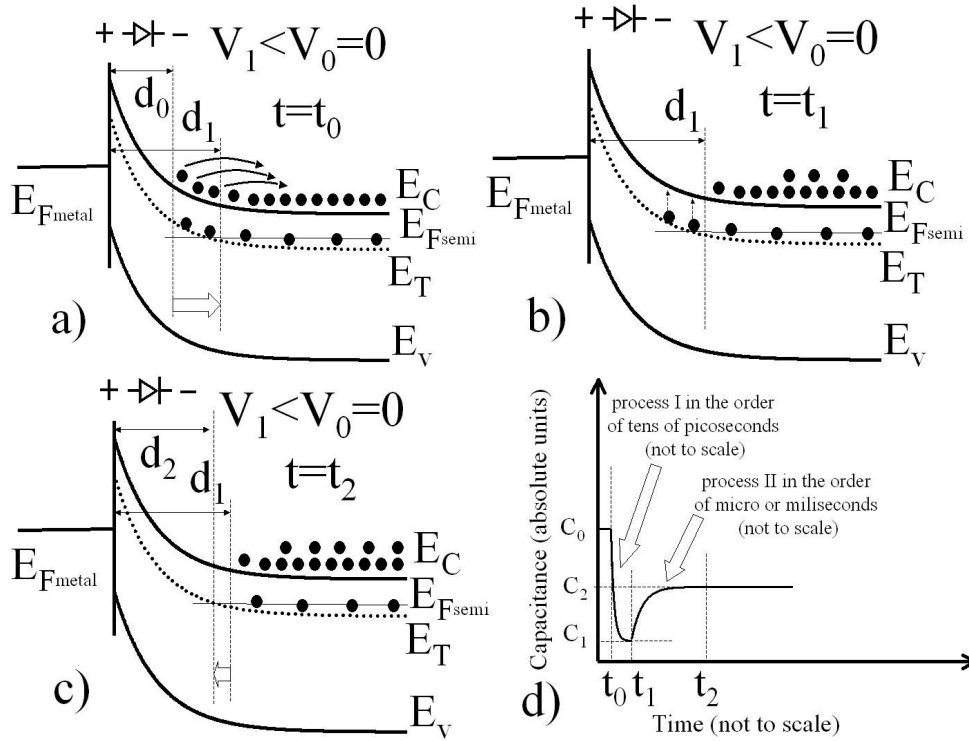 + -
V1<V0=0
d0
t=t0
d1
EFmetal
EC
EFsemi
ET
Ev
a)
+ -
V1<V0=0
d1
t=t1
EFmetal
EC
EFsemi
ET
Ev
b)
+ -
V1<V0=0
d2
d1
t=t2
EFmetal
EC
EFsemi
ET
Ev
c)
process I in the order
of tens of picoseconds
(not to scale)
process II in the order
of micro or miliseconds
(not to scale)
Capacitance (absolute units)
C0
C2
C1
t0
t1
t2
d)
Time (not to scale)